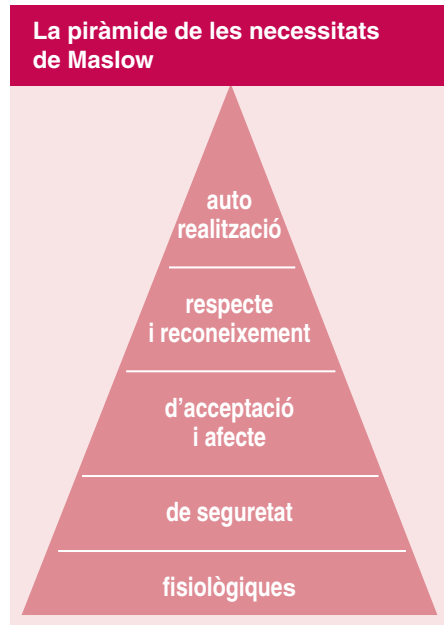 La piràmide de les necessitats
de Maslow
auto
realització
respecte
i reconeixement
d'acceptació
i afecte
de seguretat
fisiològiques